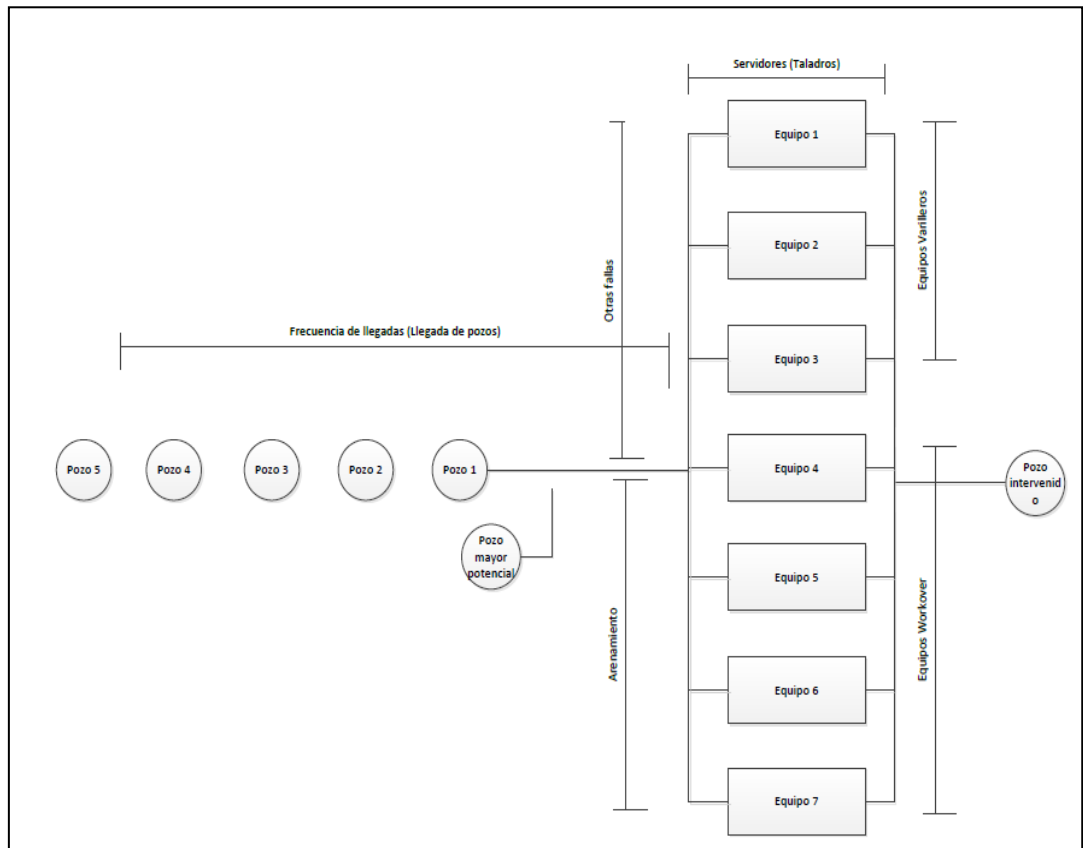 Servidores (Taladros)
Equipo 1
Equipo 2
Otras fallas
Equipos Varilleros
Frecuencia de llegadas (Llegada de pozos)
Equipo 3
Pozo 5
Pozo 4
Pozo 3
Pozo 2
Pozo 1
Equipo 4
Pozo
intervenid
o
Pozo
mayor
potencial
Equipo 5
Arenamiento
Equipos Workover
Equipo 6
Equipo 7